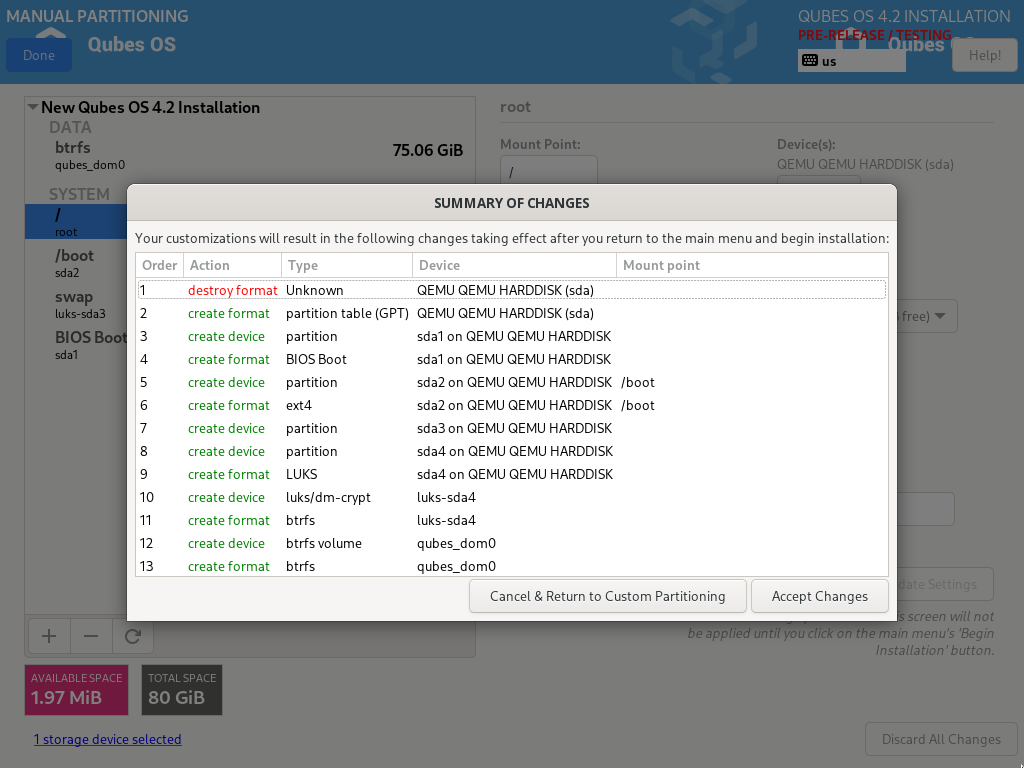 MANUAL PARTITIONING
QUBES OS 4.2 INSTALLATION
PRE-RELEASE / TESTING
Done
Qubes OS
Qubes
us
Help!
New Qubes OS 4.2 Installation
DATA
btrfs
qubes_dom0
75.06 GiB
SYSTEM
/
root
/boot
sda2
swap
luks-sda3
BIOS Boot
sda1
root
Mount Point:
/
Device(s):
QEMU QEMU HARDDISK (sda)
SUMMARY OF CHANGES
Your customizations will result in the following changes taking effect after you return to the main menu and begin installation:
Order Action Type Device Mount point
1 destroy format Unknown QEMU QEMU HARDDISK (sda)
2 create format partition table (GPT) QEMU QEMU HARDDISK (sda)
3 create device partition sda1 on QEMU QEMU HARDDISK
4 create format BIOS Boot sda1 on QEMU QEMU HARDDISK
5 create device partition sda2 on QEMU QEMU HARDDISK /boot
6 create format ext4 sda2 on QEMU QEMU HARDDISK /boot
7 create device partition sda3 on QEMU QEMU HARDDISK
8 create device partition sda4 on QEMU QEMU HARDDISK
9 create format LUKS sda4 on QEMU QEMU HARDDISK
10 create device luks/dm-crypt luks-sda4
11 create format btrfs luks-sda4
12 create device btrfs volume qubes_dom0
13 create format btrfs qubes_dom0
free)
Cancel & Return to Custom Partitioning
Accept Changes
Settings
screen will not
be applied until you click on the main menu's 'Begin
Installation' button.
AVAILABLE SPACE
1.97 MiB
TOTAL SPACE
80 GiB
1 storage device selected
Discard All Changes